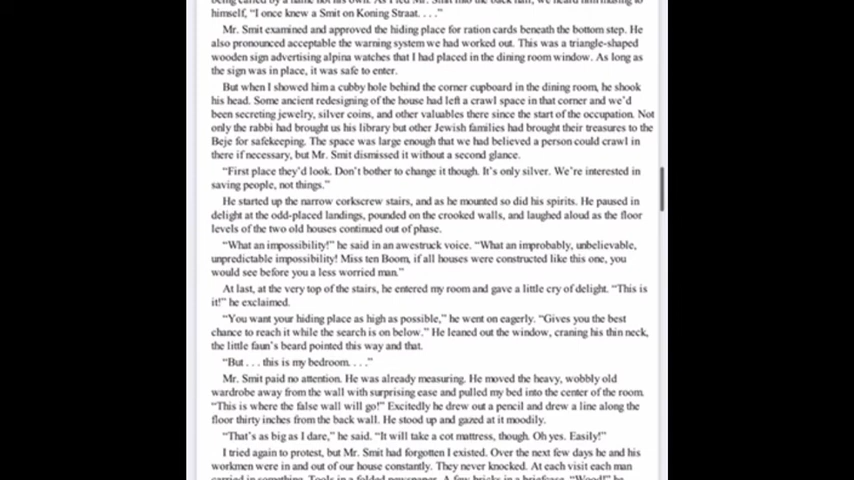 himself, "I once knew a Smit on Koning Straat. . . ."
Mr. Smit examined and approved the hiding place for ration cards beneath the bottom step. He
also pronounced acceptable the warning system we had worked out. This was a triangle-shaped
wooden sign advertising alpina watches that I had placed in the dining room window. As long as
the sign was in place, it was safe to enter.
But when I showed him a cubby hole behind the corner cupboard in the dining room, he shook
his head. Some ancient redesigning of the house had left a crawl space in that corner and we'd
been secreting jewelry, silver coins, and other valuables there since the start of the occupation. Not
only the rabbi had brought us his library but other Jewish families had brought their treasures to the
Beje for safekeeping. The space was large enough that we had believed a person could crawl in
there if necessary, but Mr. Smit dismissed it without a second glance.
"First place they'd look. Don't bother to change it though. It's only silver. We're interested in
saving people, not things."
He started up the narrow corkscrew stairs, and as he mounted so did his spirits. He paused in
delight at the odd-placed landings, pounded on the crooked walls, and laughed aloud as the floor
levels of the two old houses continued out of phase.
"What an impossibility!" he said in an awestruck voice. "What an improbably, unbelievable,
unpredictable impossibility! Miss ten Boom, if all houses were constructed like this one, you
would see before you a less worried man."
At last, at the very top of the stairs, he entered my room and gave a little cry of delight. "This is
it!" he exclaimed.
"You want your hiding place as high as possible," he went on eagerly. "Gives you the best
chance to reach it while the search is on below." He leaned out the window, craning his thin neck,
the little faun's beard pointed this way and that.
"But . . . this is my bedroom. . . ."
Mr. Smit paid no attention. He was already measuring. He moved the heavy, wobbly old
wardrobe away from the wall with surprising ease and pulled my bed into the center of the room.
"This is where the false wall will go!" Excitedly he drew out a pencil and drew a line along the
floor thirty inches from the back wall. He stood up and gazed at it moodily.
"That's as big as I dare," he said. "It will take a cot mattress, though. Oh yes. Easily!"
I tried again to protest, but Mr. Smit had forgotten I existed. Over the next few days he and his
workmen were in and out of our house constantly. They never knocked. At each visit each man
carried in something. Tools in a folded newspaper. A few bricks in a briefcase. "Wood!" he